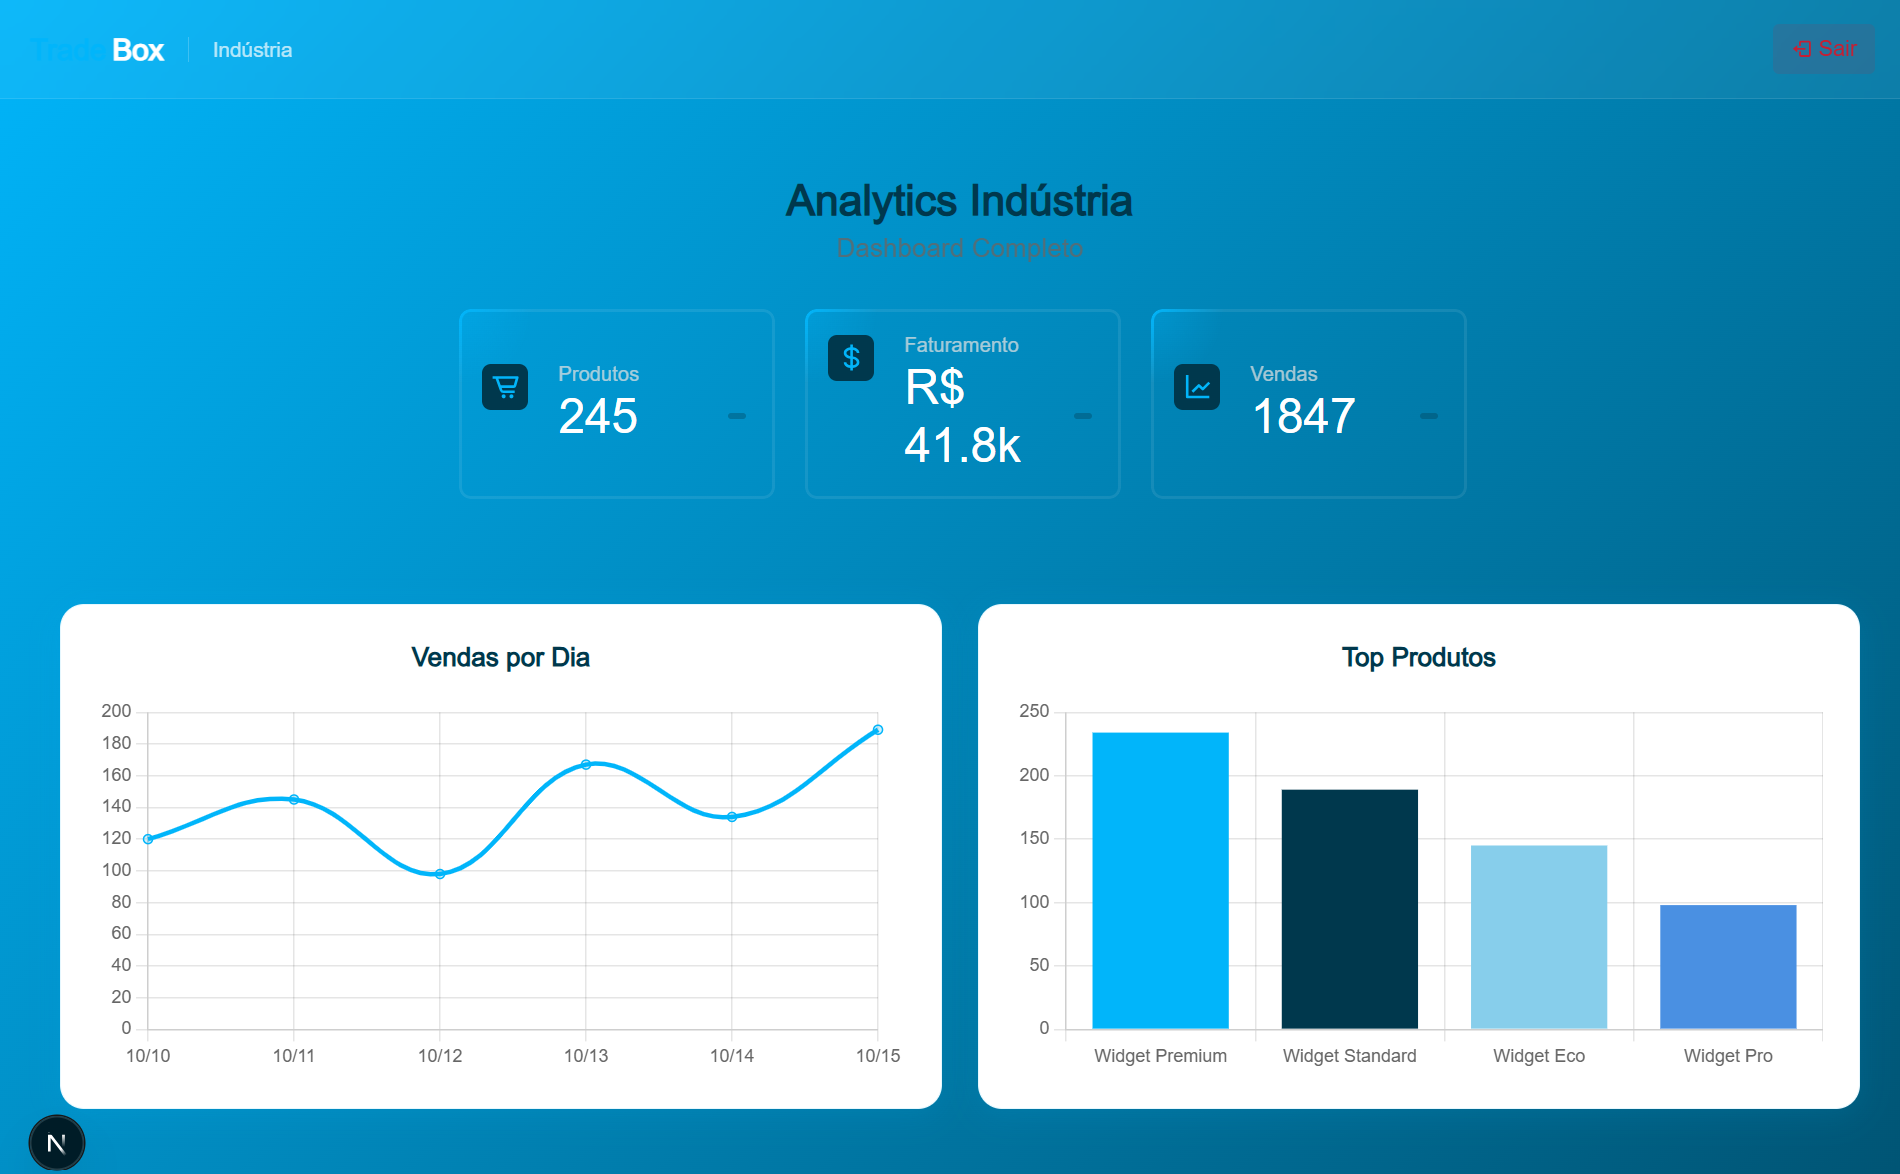 Trade Box
Indústria
Sair
Analytics Indústria
Dashboard Completo
Produtos
245
Faturamento
R$
41.8k
Vendas
1847
Vendas por Dia
200
180
160
140
120
100
80
60
40
20
0
10/10 10/11 10/12 10/13 10/14 10/15
Top Produtos
250
200
150
100
50
0
Widget Premium Widget Standard Widget Eco Widget Pro
N